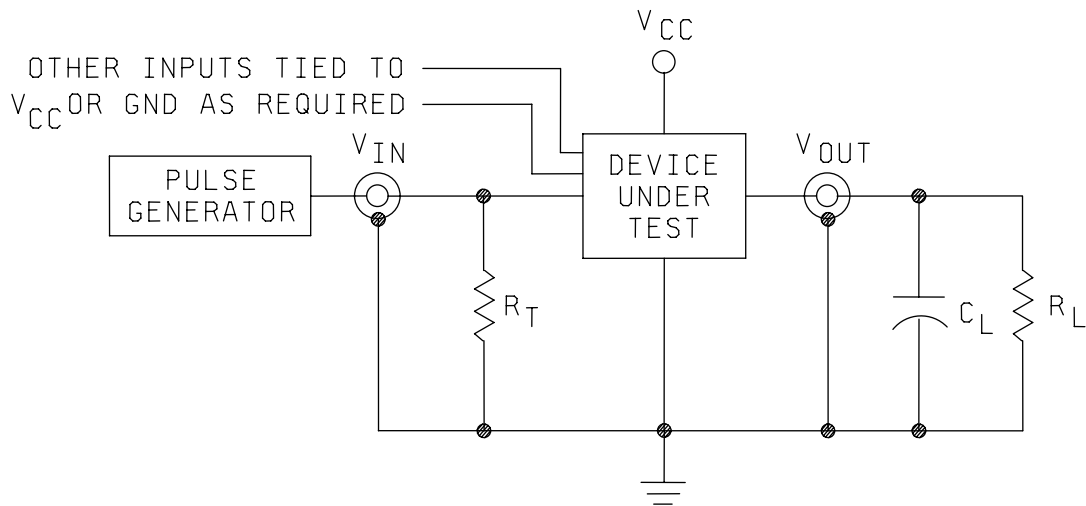 VCC
OTHER INPUTS TIED TO
VCC OR GND AS REQUIRED
VIN
VOUT
PULSE
GENERATOR
DEVICE
UNDER
TEST
RT
CL
RL